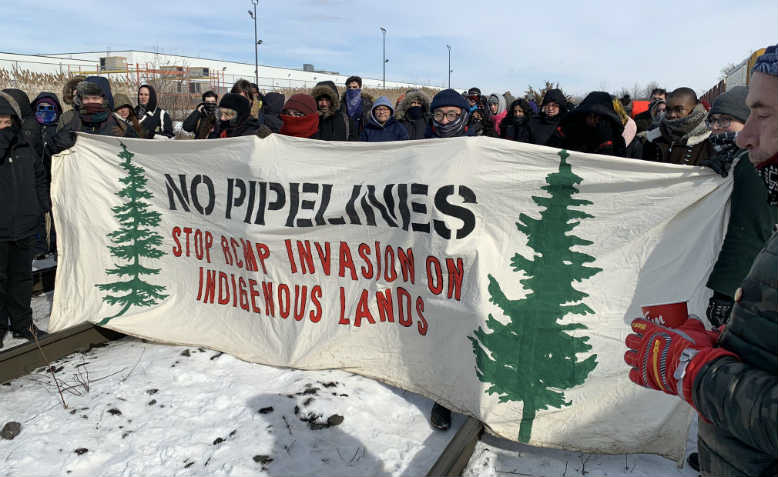 NO PIPELINES
STOP RCMP INVASION ON
INDIGENOUS LANDS